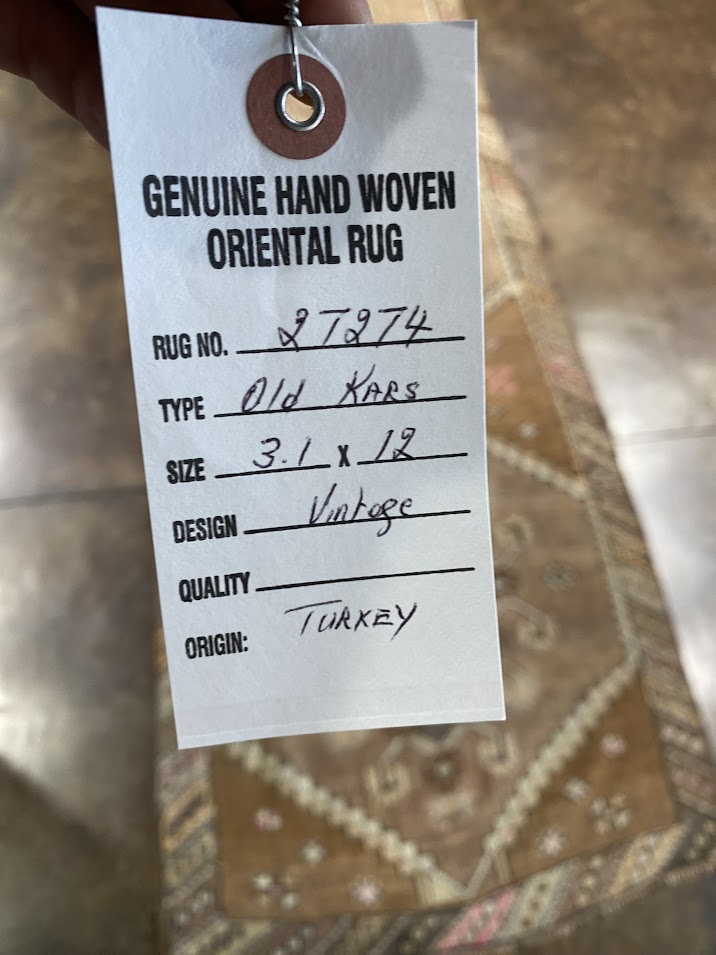 GENUINE HAND WOVEN
ORIENTAL RUG
RUG NO. 27274
TYPE Old KARS
SIZE 3.1 X 12
DESIGN Vintage
QUALITY
ORIGIN: TURKEY